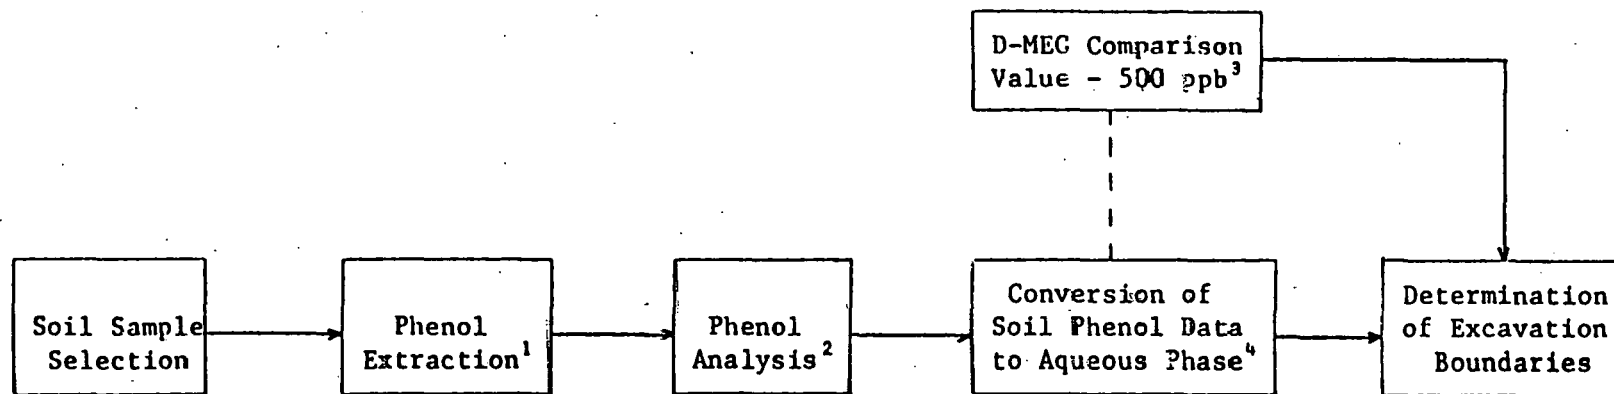 D-MEG Comparison
Value - 500 ppb³
Soil Sample
Selection
Phenol
Extraction¹
Phenol
Analysis²
Conversion of
Soil Phenol Data
to Aqueous Phase⁴
Determination
of Excavation
Boundaries